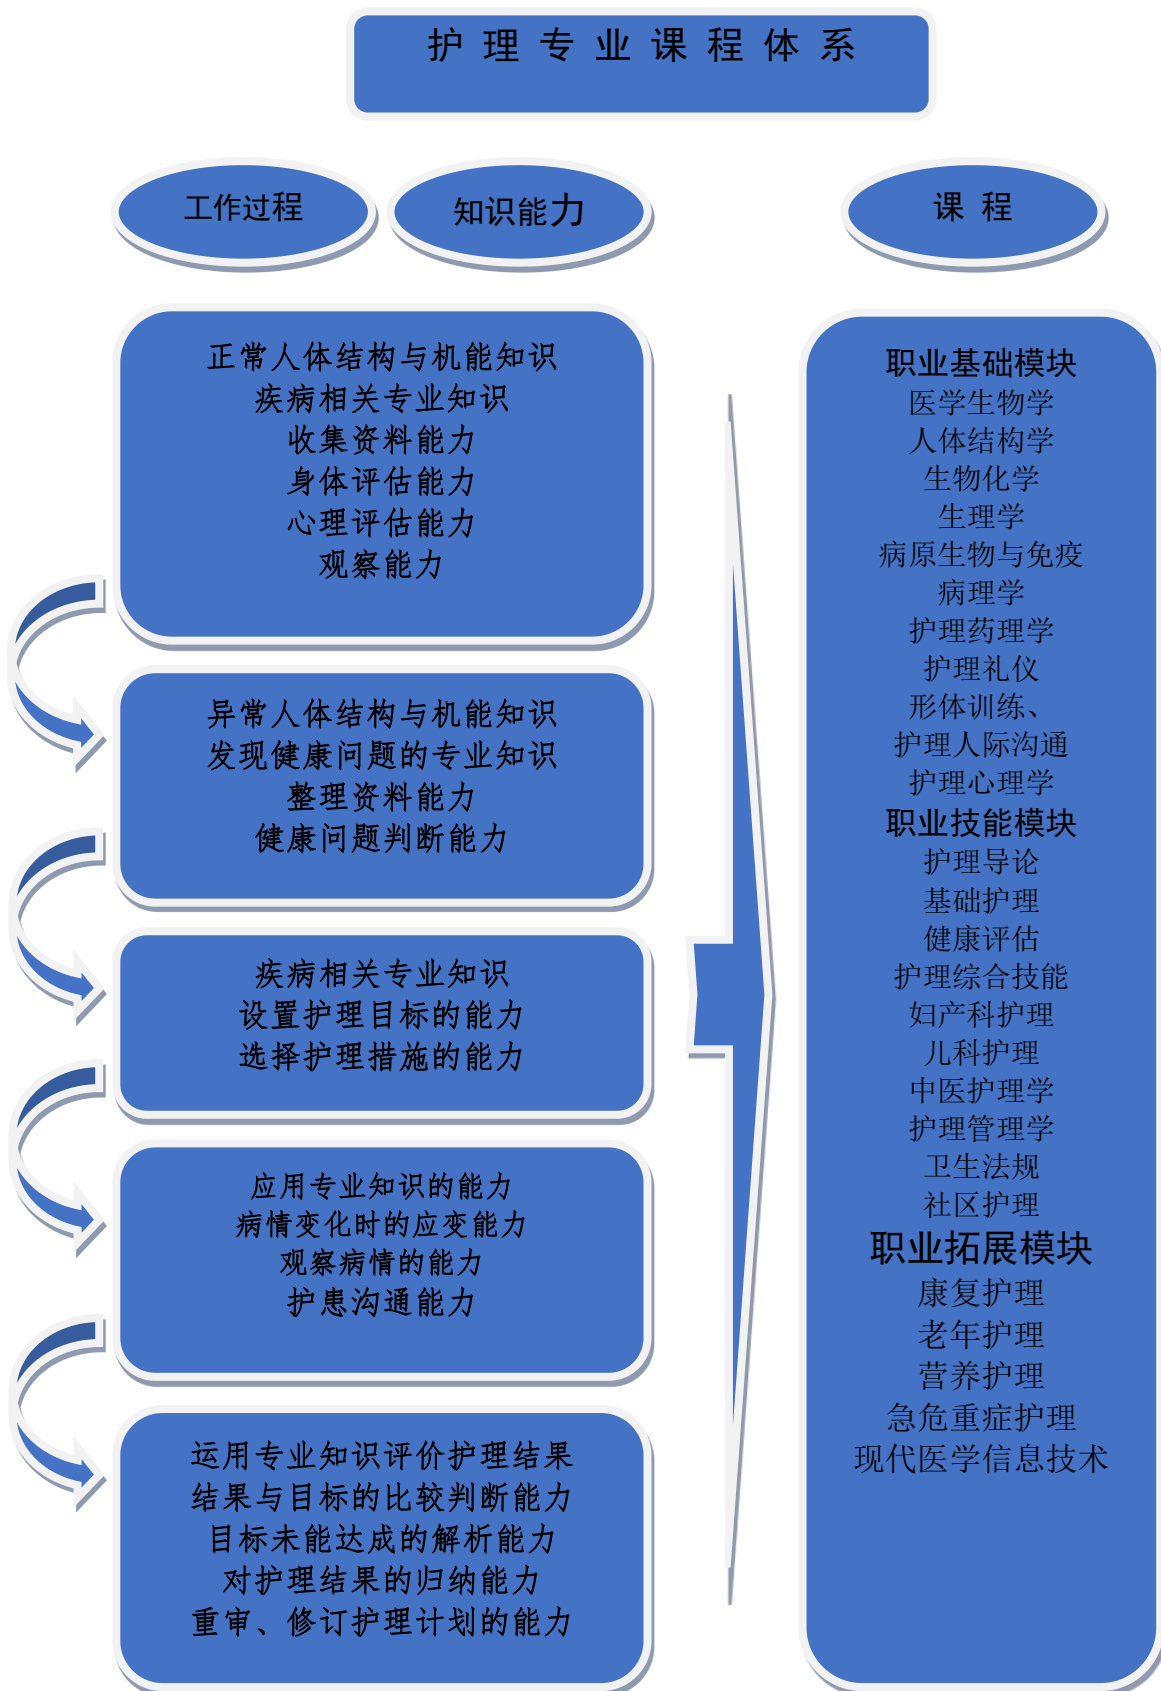 护理专业课程体系
工作过程
知识能力
课 程
正常人体结构与机能知识
疾病相关专业知识
收集资料能力
身体评估能力
心理评估能力
观察能力
异常人体结构与机能知识
发现健康问题的专业知识
整理资料能力
健康问题判断能力
疾病相关专业知识
设置护理目标的能力
选择护理措施的能力
应用专业知识的能力
病情变化时的应变能力
观察病情的能力
护患沟通能力
运用专业知识评价护理结果
结果与目标的比较判断能力
目标未能达成的解析能力
对护理结果的归纳能力
重审、修订护理计划的能力
职业基础模块
医学生物学
人体结构学
生物化学
生理学
病原生物与免疫
病理学
护理药理学
护理礼仪
形体训练、
护理人际沟通
护理心理学
职业技能模块
护理导论
基础护理
健康评估
护理综合技能
妇产科护理
儿科护理
中医护理学
护理管理学
卫生法规
社区护理
职业拓展模块
康复护理
老年护理
营养护理
急危重症护理
现代医学信息技术